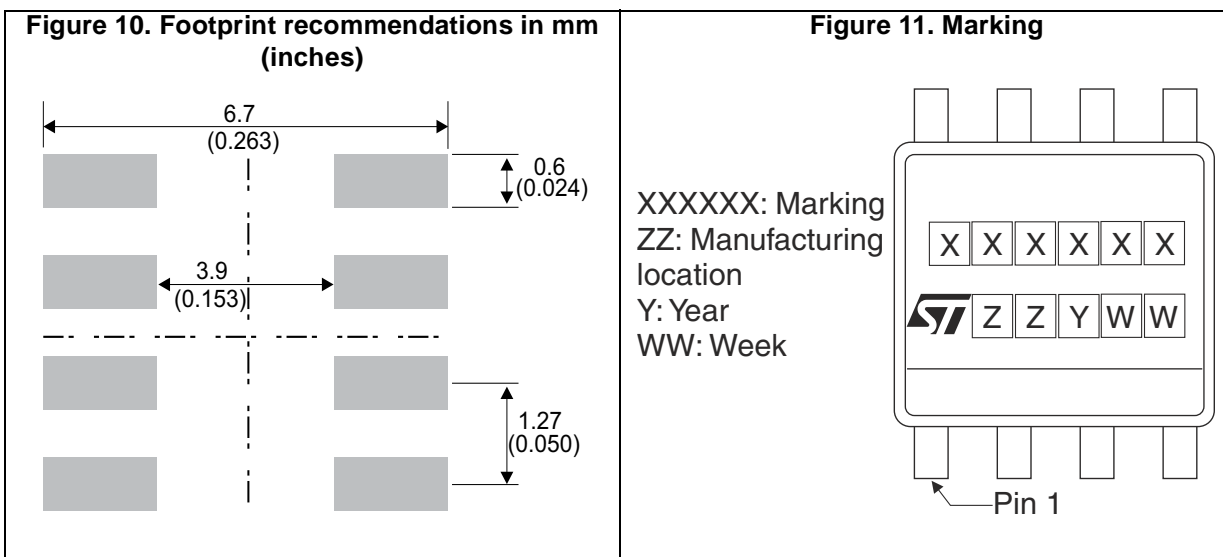 Figure 10. Footprint recommendations in mm
(inches)
6.7
(0.263)
0.6
(0.024)
3.9
(0.153)
1.27
(0.050)
Figure 11. Marking
XXXXXX: Marking
ZZ: Manufacturing
location
Y: Year
WW: Week
X X X X X X
ST Z Z Y W W
Pin 1